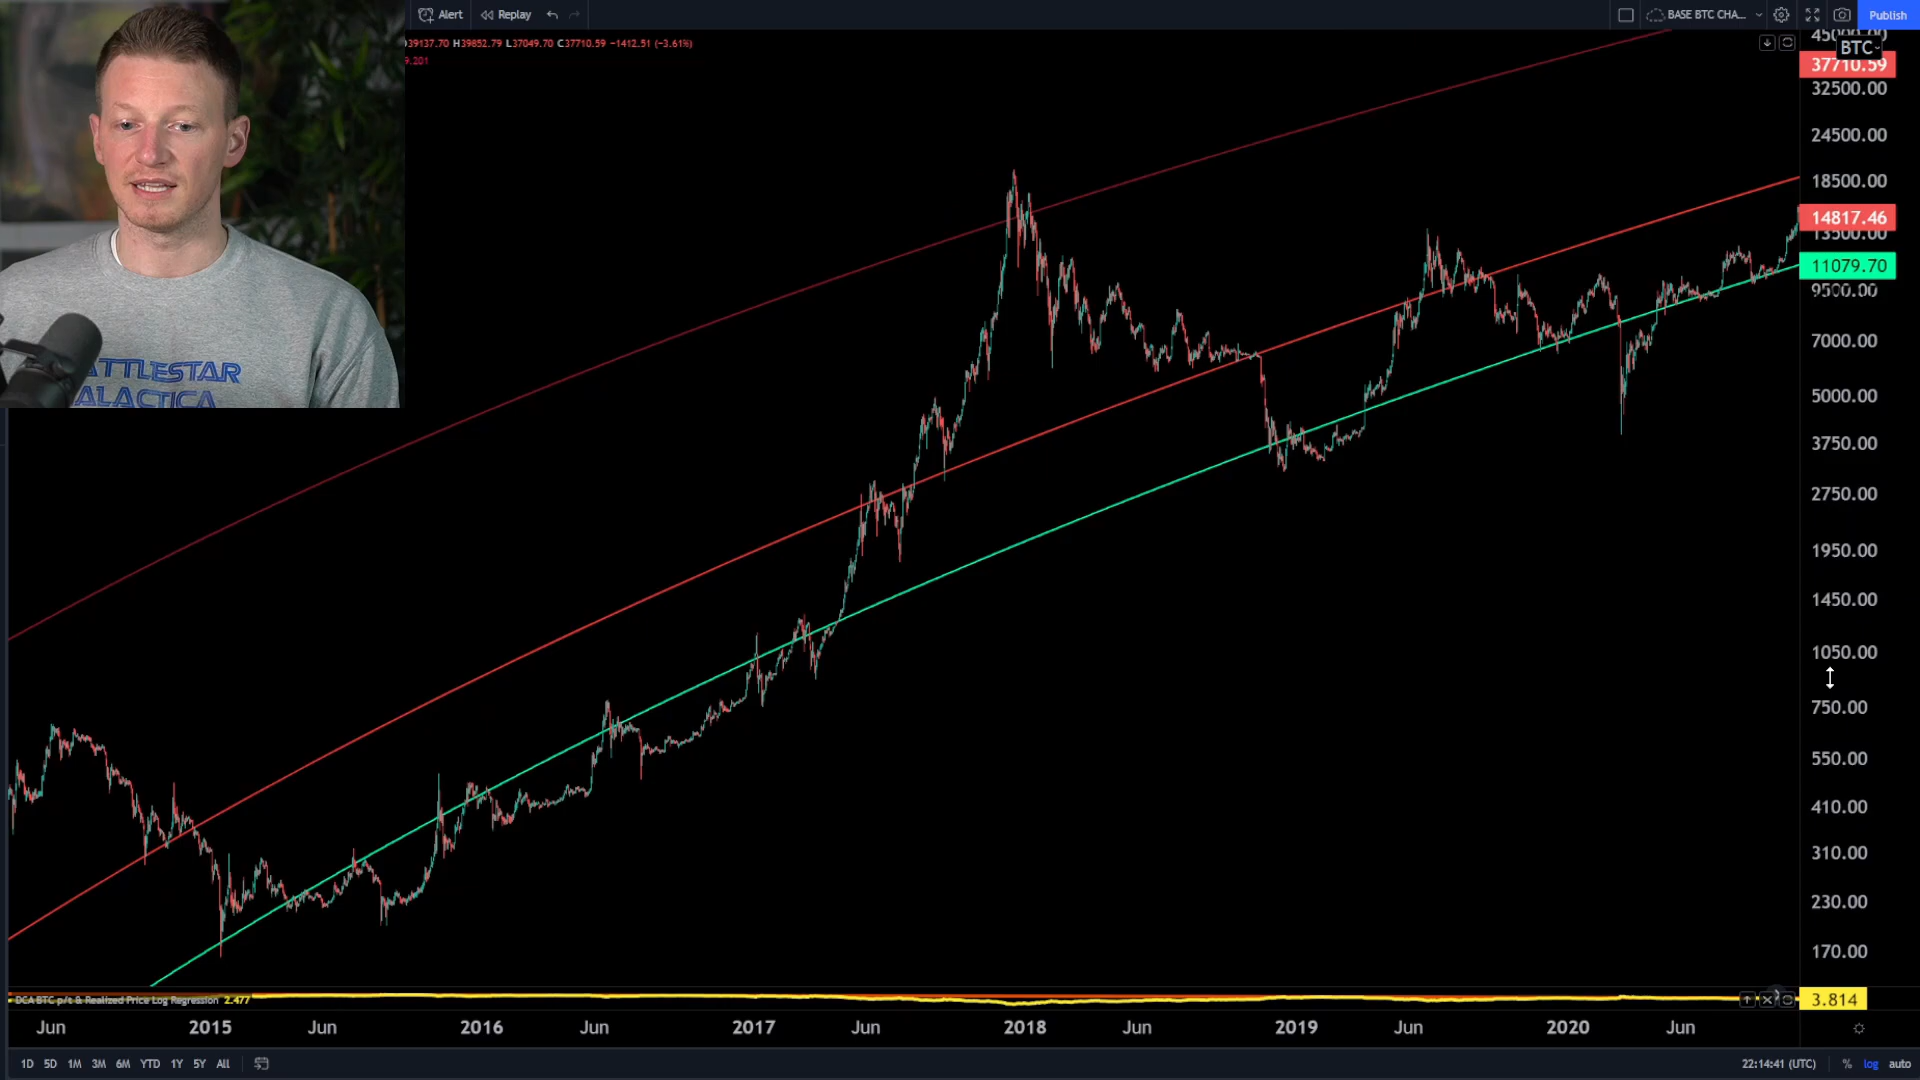 Alert Replay BASE BTC CHA... Publish
39137.70 H39852.79 L37049.70 C37710.59 −1412.51 (−3.61%)
9.201
BTC
37710.59
32500.00
24500.00
18500.00
14817.46
13500.00
11079.70
9500.00
7000.00
5000.00
3750.00
2750.00
1950.00
1450.00
1050.00
750.00
550.00
410.00
310.00
230.00
170.00
ATTLESTAR
ALACTICA
DCA BTC p/t & Realized Price Log Regression 2.477
3.814
Jun 2015 Jun 2016 Jun 2017 Jun 2018 Jun 2019 Jun 2020 Jun
1D 5D 1M 3M 6M YTD 1Y 5Y All 22:14:41 (UTC) % log auto